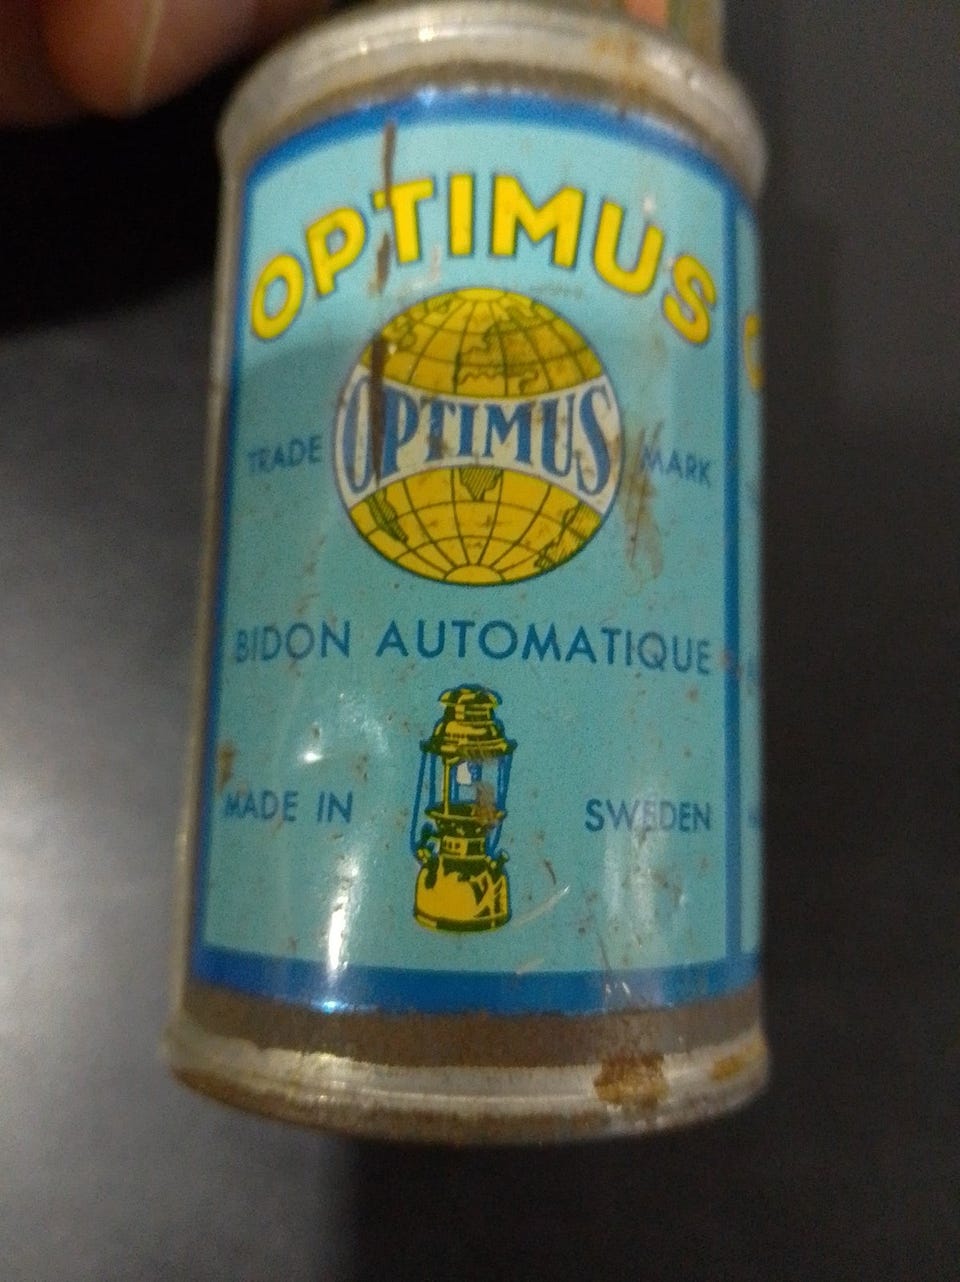 OPTIMUS
OPTIMUS
TRADE MARK
BIDON AUTOMATIQUE
MADE IN SWEDEN